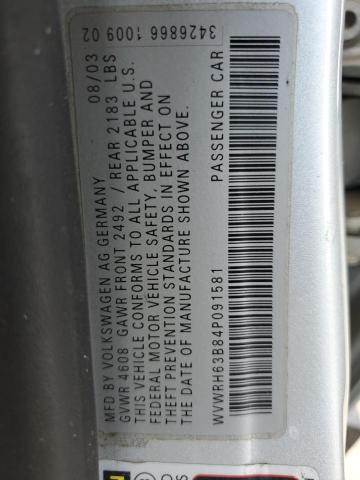 3426866 1009 02
MFD BY VOLKSWAGEN AG GERMANY 08/03
GVWR 4608 GAWR FRONT 2492 / REAR 2183 LBS
THIS VEHICLE CONFORMS TO ALL APPLICABLE U.S.
FEDERAL MOTOR VEHICLE SAFETY, BUMPER AND
THEFT PREVENTION STANDARDS IN EFFECT ON
THE DATE OF MANUFACTURE SHOWN ABOVE.
WVWRH63B84P091581 PASSENGER CAR